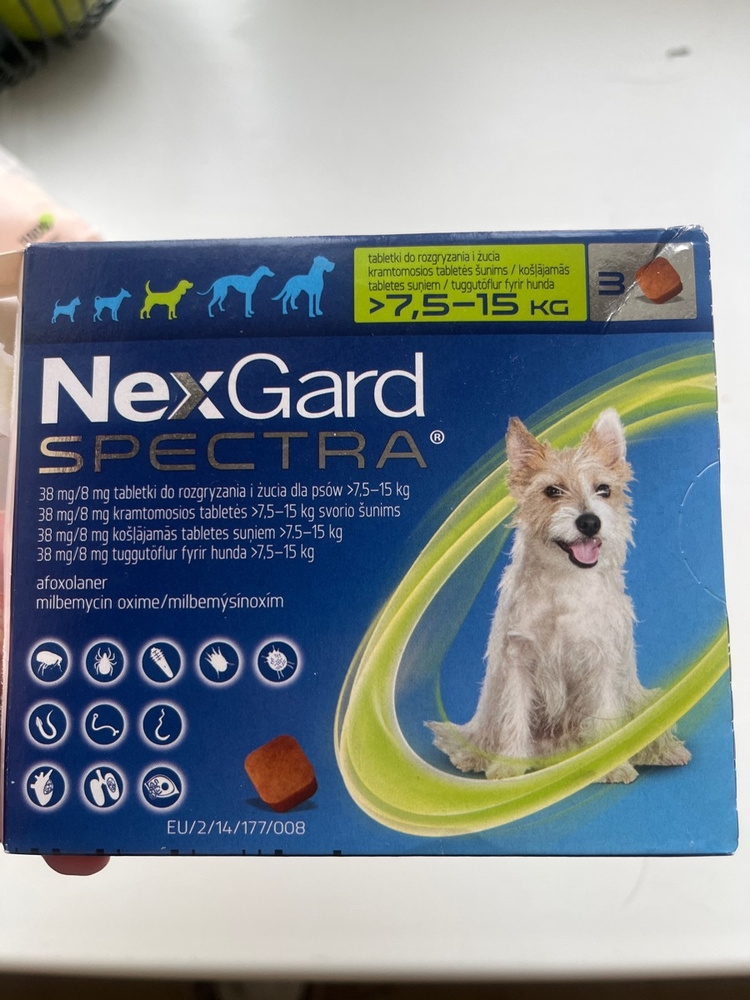 tabletki do rozgryzania i żucia
kramtomosios tabletės šunims / košļājamās
tabletes suņiem / tuggutöflur fyrir hunda
>7,5–15 KG
3
NexGard
SPECTRA®
38 mg/8 mg tabletki do rozgryzania i żucia dla psów >7,5–15 kg
38 mg/8 mg kramtomosios tabletės >7,5–15 kg svorio šunims
38 mg/8 mg košļājamās tabletes suņiem >7.5–15 kg
38 mg/8 mg tuggutöflur fyrir hunda >7,5–15 kg
afoxolaner
milbemycin oxime/milbemýsínoxím
EU/2/14/177/008